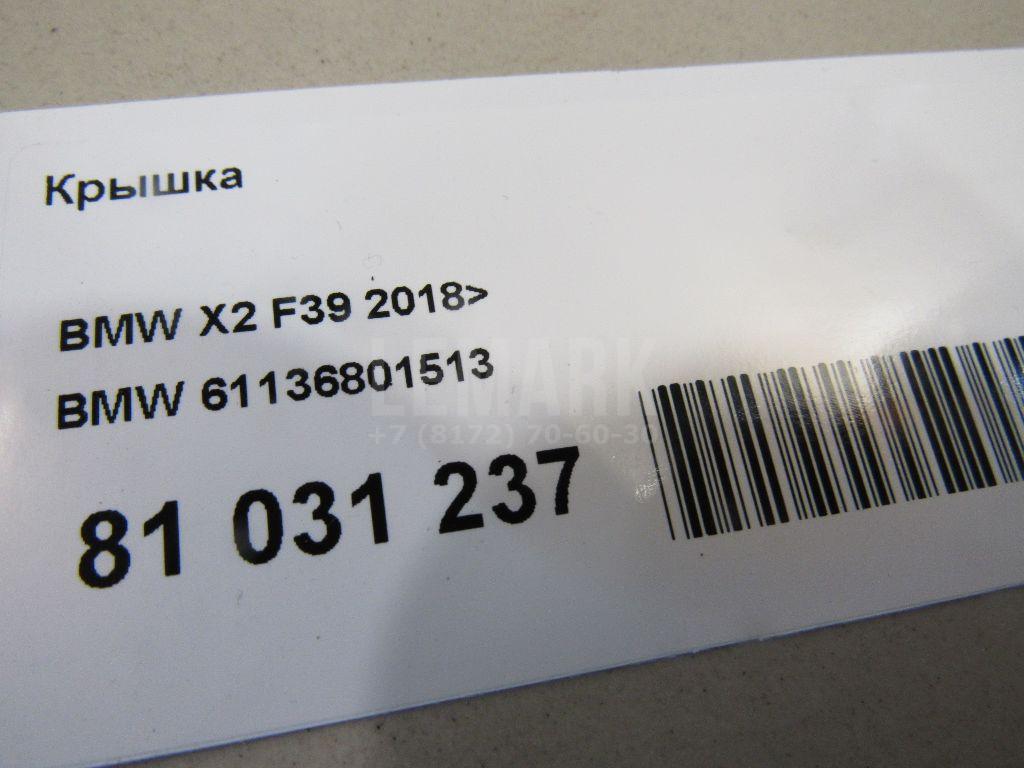 Крышка
BMW X2 F39 2018>
BMW 61136801513
LEMARK
+7 (8172) 70-60-30
81 031 237